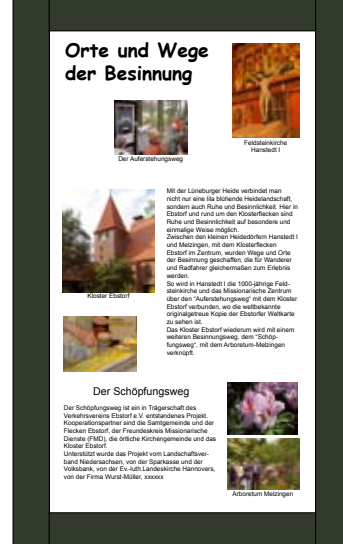 Orte und Wege
der Besinnung
Feldsteinkirche
Hanstedt I
Der Auferstehungsweg
Mit der Lüneburger Heide verbindet man
nicht nur eine lila blühende Heidelandschaft,
sondern auch Ruhe und Besinnlichkeit. Hier in
Ebstorf und rund um den Klosterflecken sind
Ruhe und Besinnlichkeit auf besondere und
einmalige Weise möglich.
Zwischen den kleinen Heidedörfern Hanstedt I
und Melzingen, mit dem Klosterflecken
Ebstorf im Zentrum, wurden Wege und Orte
der Besinnung geschaffen, die für Wanderer
und Radfahrer gleichermaßen zum Erlebnis
werden.
So wird in Hanstedt I die 1000-jährige Feld-
steinkirche und das Missionarische Zentrum
über den "Auferstehungsweg" mit dem Kloster
Ebstorf verbunden, wo die weltbekannte
originalgetreue Kopie der Ebstorfer Weltkarte
zu sehen ist.
Das Kloster Ebstorf wiederum wird mit einem
weiteren Besinnungsweg, dem "Schöp-
fungsweg", mit dem Arboretum-Melzingen
verknüpft.
Kloster Ebstorf
Der Schöpfungsweg
Der Schöpfungsweg ist ein in Trägerschaft des
Verkehrsvereins Ebstorf e.V. entstandenes Projekt.
Kooperationspartner sind die Samtgemeinde und der
Flecken Ebstorf, der Freundeskreis Missionarische
Dienste (FMD), die örtliche Kirchengemeinde und das
Kloster Ebstorf.
Unterstützt wurde das Projekt vom Landschaftsver-
band Niedersachsen, von der Sparkasse und der
Volksbank, von der Ev.-luth.Landeskirche Hannovers,
von der Firma Wurst-Müller, xxxxxx
Arboretum Melzingen